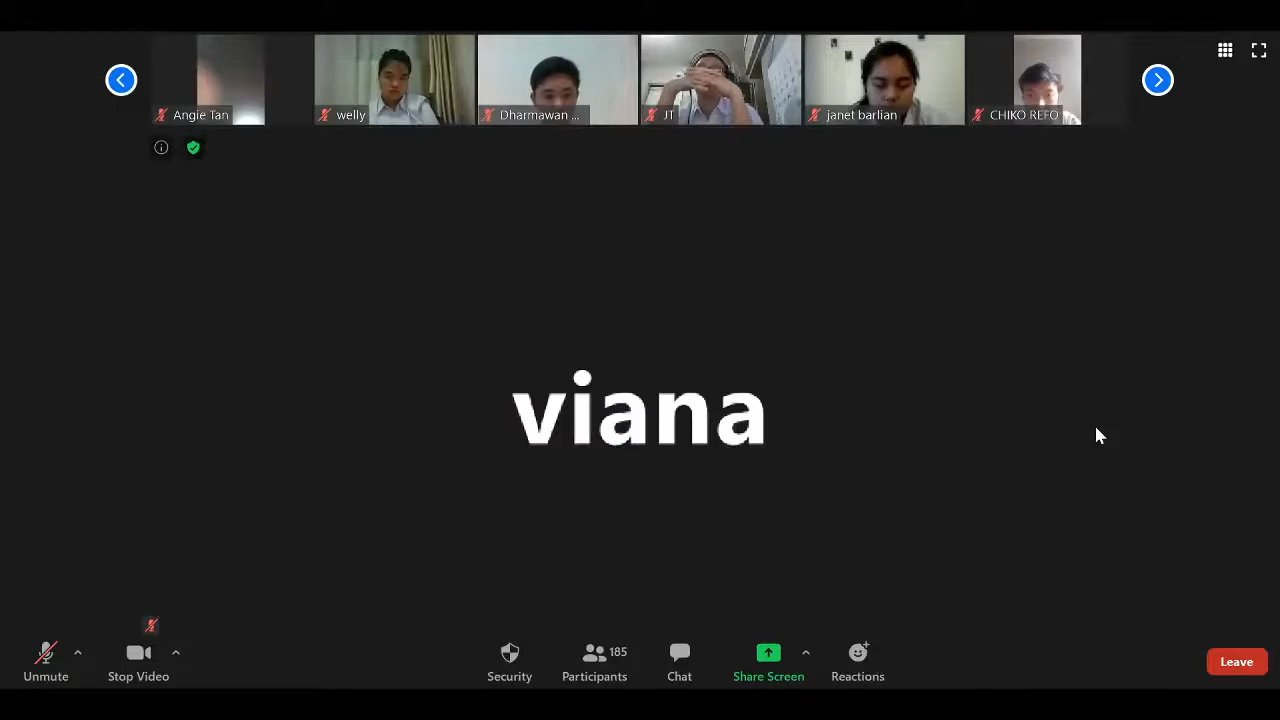 Angie Tan
welly
Dharmawan ...
JT
janet barlian
CHIKO REFO
viana
Unmute
Stop Video
Security
185
Participants
Chat
Share Screen
Reactions
Leave